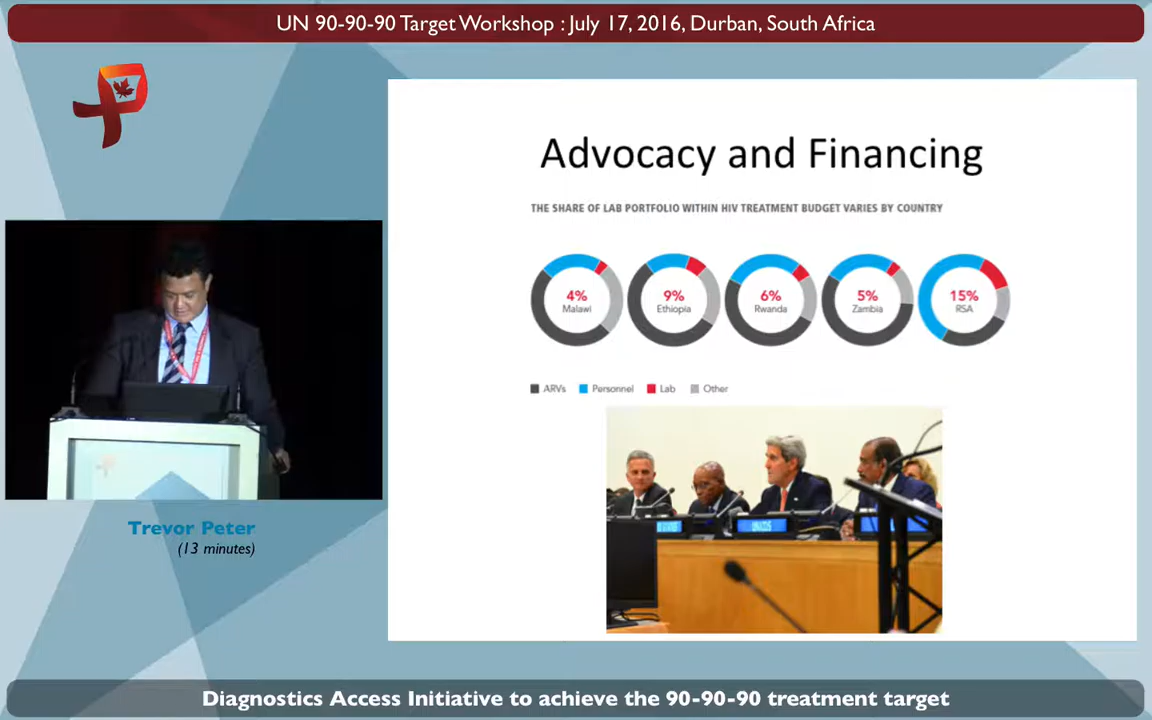 UN 90-90-90 Target Workshop : July 17, 2016, Durban, South Africa
Advocacy and Financing
THE SHARE OF LAB PORTFOLIO WITHIN HIV TREATMENT BUDGET VARIES BY COUNTRY
4%
Malawi
9%
Ethiopia
6%
Rwanda
5%
Zambia
15%
RSA
ARVs Personnel Lab Other
Trevor Peter
(13 minutes)
Diagnostics Access Initiative to achieve the 90-90-90 treatment target